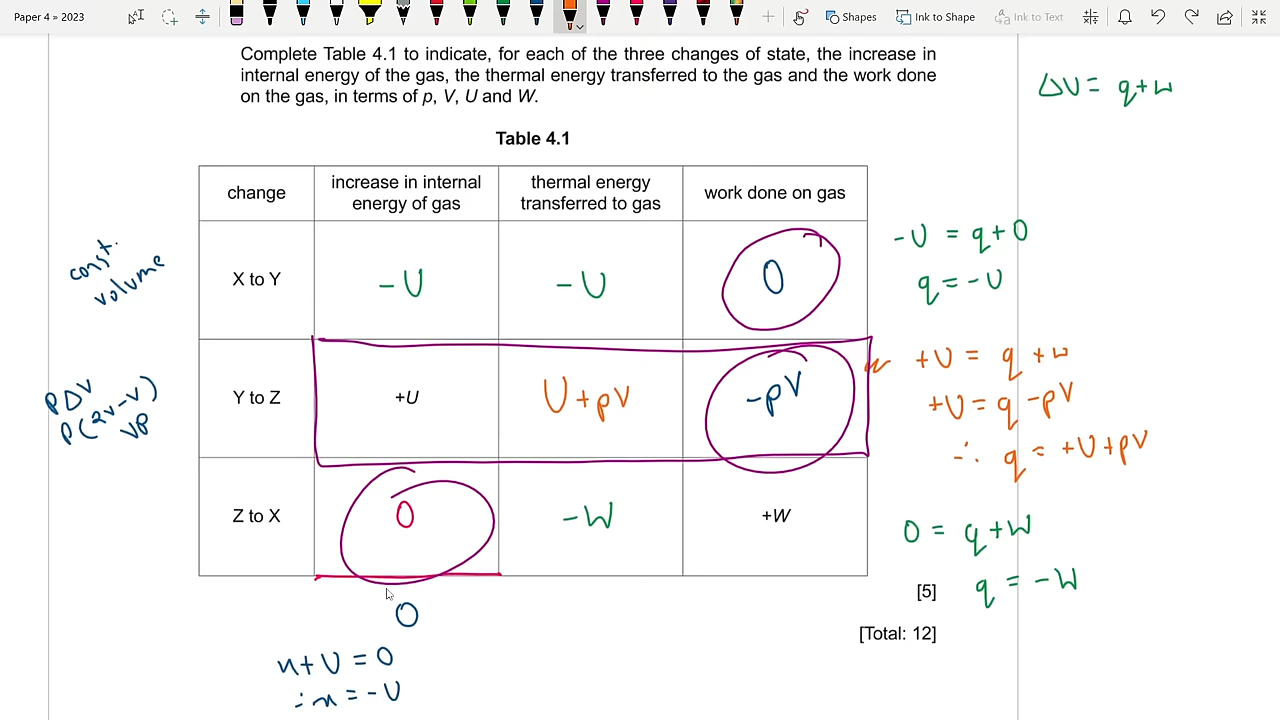 Paper 4 » 2023
Shapes
Ink to Shape
Ink to Text
Complete Table 4.1 to indicate, for each of the three changes of state, the increase in
internal energy of the gas, the thermal energy transferred to the gas and the work done
on the gas, in terms of p, V, U and W.
ΔU = q+w
Table 4.1
change
increase in internal
energy of gas
thermal energy
transferred to gas
work done on gas
const.
volume
X to Y
-U
-U
0
-U = q+0
q = -U
PΔV
P(2V-V)
VP
Y to Z
+U
U+pV
-pV
+U = q +w
+U = q -pV
∴ q = +U+pV
Z to X
0
-W
+W
0 = q+W
q = -W
[5]
0
[Total: 12]
x+U = 0
∴x = -U